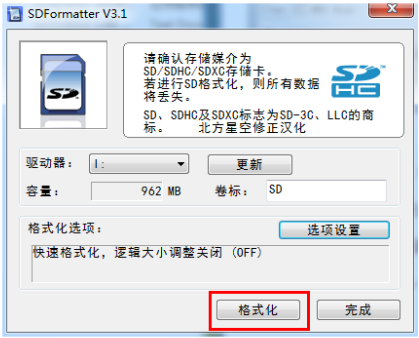 SDFormatter V3.1
请确认存储媒介为
SD/SDHC/SDXC存储卡。
若进行SD格式化，则所有数据
将丢失。
SD、SDHC及SDXC标志为SD-3C、LLC的商
标。 北方星空修正汉化
SD
HC
SD
驱动器： I: 更新
容量： 962 MB 卷标： SD
格式化选项： 选项设置
快速格式化，逻辑大小调整关闭 (OFF)
格式化 完成